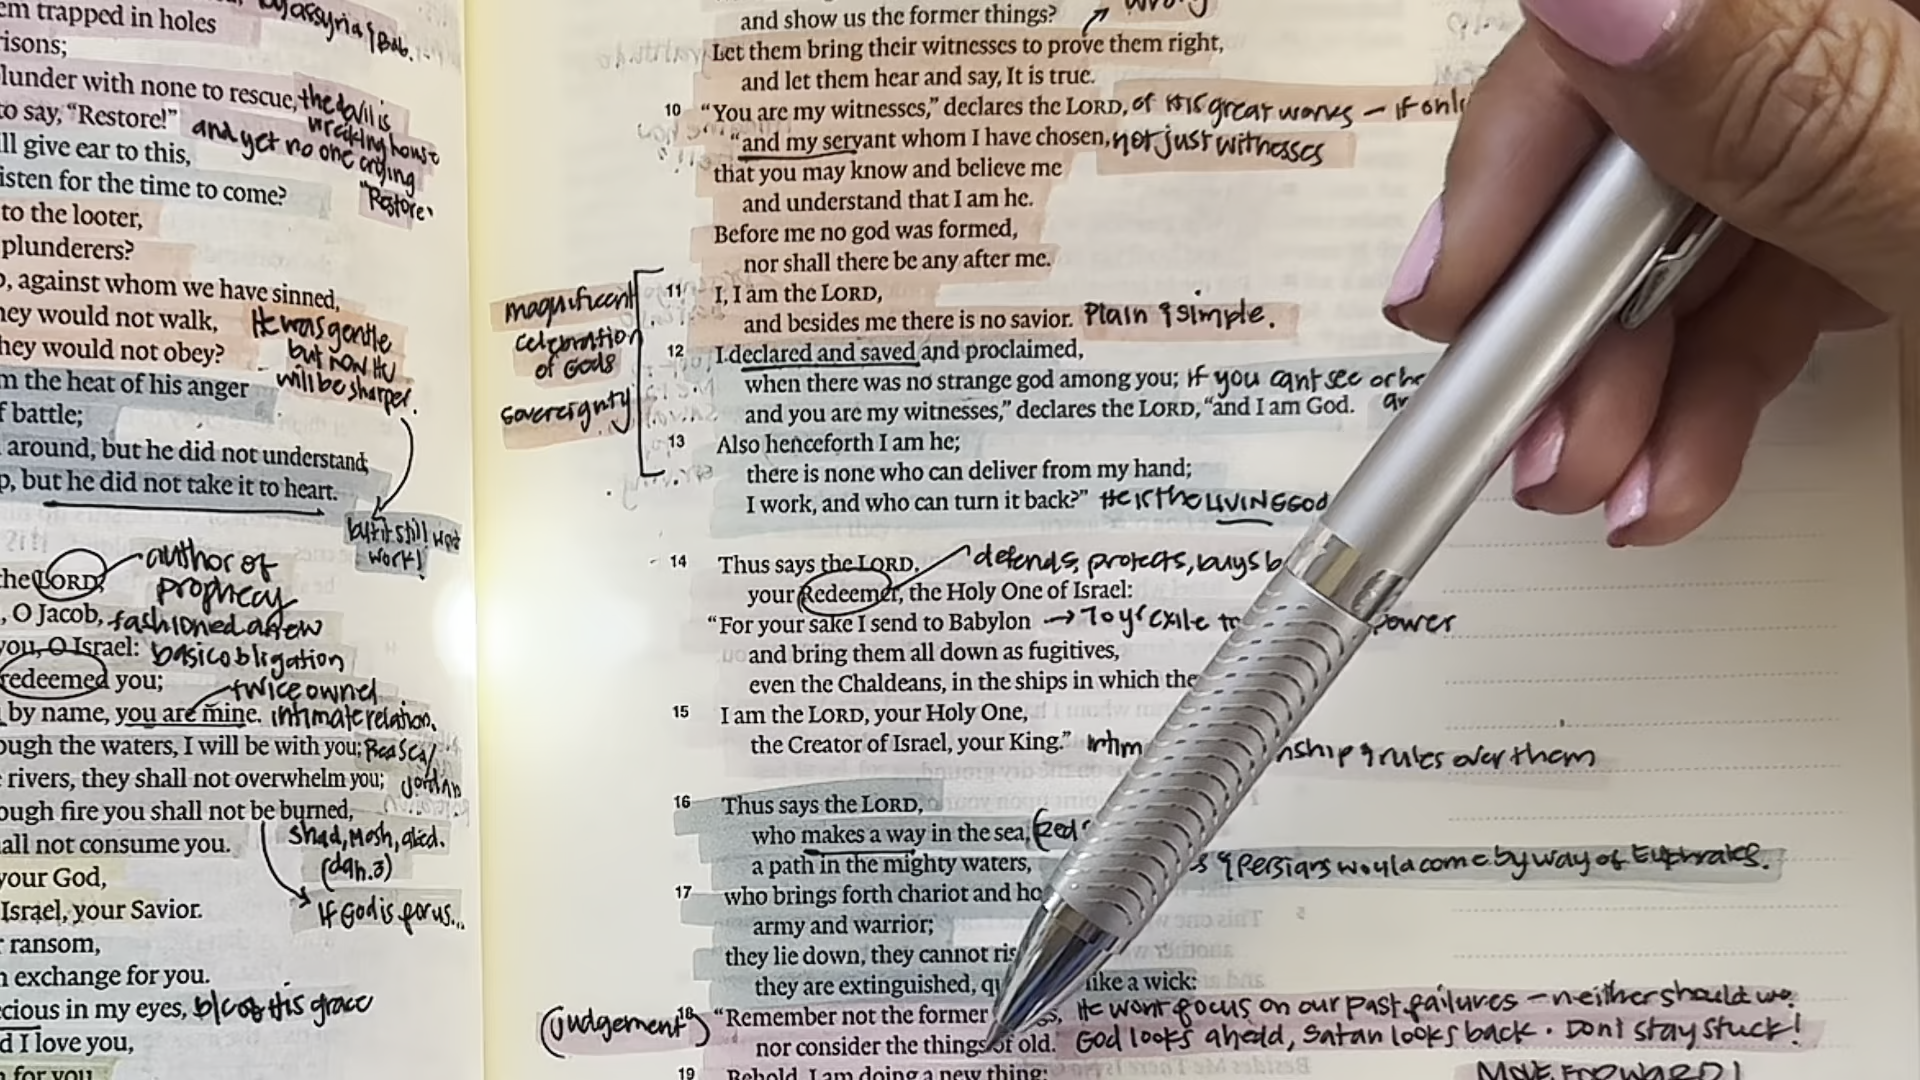 em trapped in holes
risons;
by Assyria & Bab.
lunder with none to rescue, the devil is
wrecking house
to say, "Restore!" and yet no one crying
"Restore"
ll give ear to this,
isten for the time to come?
to the looter,
plunderers?
, against whom we have sinned,
hey would not walk, He was gentle
hey would not obey? but now He
will be sharper.
m the heat of his anger
f battle;
around, but he did not understand;
p, but he did not take it to heart.
but it still
work!
the LORD, author of
prophecy
, O Jacob, fashioned anew
you, O Israel: basic obligation
redeemed you; twice owned
by name, you are mine. intimate relation.
ough the waters, I will be with you; Red Sea/
rivers, they shall not overwhelm you; Jordan
ough fire you shall not be burned,
all not consume you. Shad, Mesh, abed.
(dan. 3)
your God,
Israel, your Savior. If God is for us...
ransom,
n exchange for you.
cious in my eyes, b/c of His grace
d I love you,
for you
and show us the former things? wrong
Let them bring their witnesses to prove them right,
and let them hear and say, It is true.
10 "You are my witnesses," declares the LORD, of His great works – if only
"and my servant whom I have chosen, not just witnesses
that you may know and believe me
and understand that I am he.
Before me no god was formed,
nor shall there be any after me.
magnificent
celebration
of Gods
sovereignty
11 I, I am the LORD,
and besides me there is no savior. Plain & simple.
12 I declared and saved and proclaimed,
when there was no strange god among you; if you cant see or he
and you are my witnesses," declares the LORD, "and I am God.
13 Also henceforth I am he;
there is none who can deliver from my hand;
I work, and who can turn it back?" He is the LIVING GOD
14 Thus says the LORD, defends, protects, buys b
your Redeemer, the Holy One of Israel:
"For your sake I send to Babylon → 70 yr exile to power
and bring them all down as fugitives,
even the Chaldeans, in the ships in which the
15 I am the LORD, your Holy One,
the Creator of Israel, your King." intim nship & rules over them
16 Thus says the LORD,
who makes a way in the sea, (Red
a path in the mighty waters, s & Persians would come by way of Euphrates.
17 who brings forth chariot and ho
army and warrior;
they lie down, they cannot ris
they are extinguished, qu like a wick:
(judgement) 18 "Remember not the former s, He wont focus on our past failures – neither should we.
nor consider the things of old. God looks ahead, Satan looks back. Dont stay stuck!
19 Behold, I am doing a new thing; MOVE FORWARD!